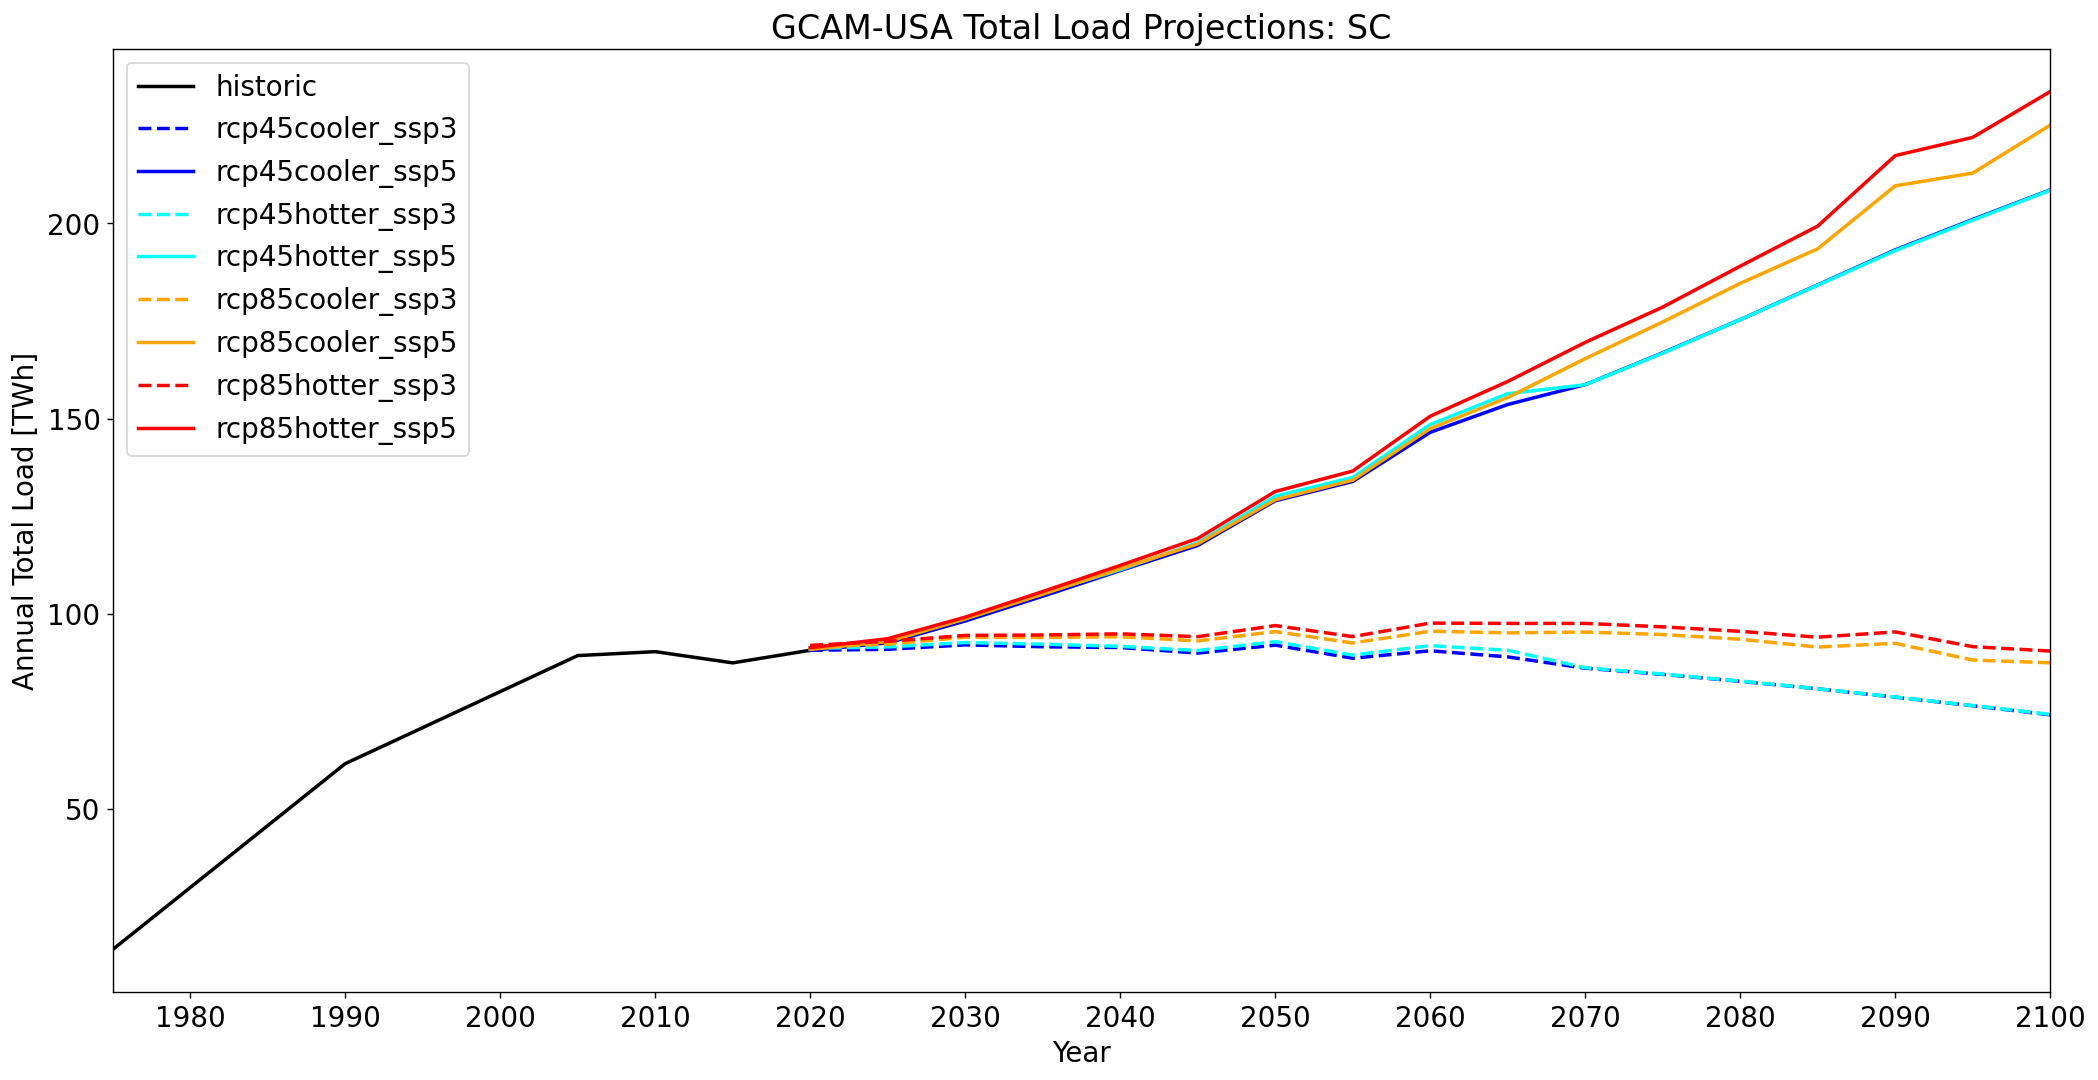 GCAM-USA Total Load Projections: SC
historic
rcp45cooler_ssp3
rcp45cooler_ssp5
rcp45hotter_ssp3
rcp45hotter_ssp5
rcp85cooler_ssp3
rcp85cooler_ssp5
rcp85hotter_ssp3
rcp85hotter_ssp5
Annual Total Load [TWh]
200
150
100
50
1980 1990 2000 2010 2020 2030 2040 2050 2060 2070 2080 2090 2100
Year